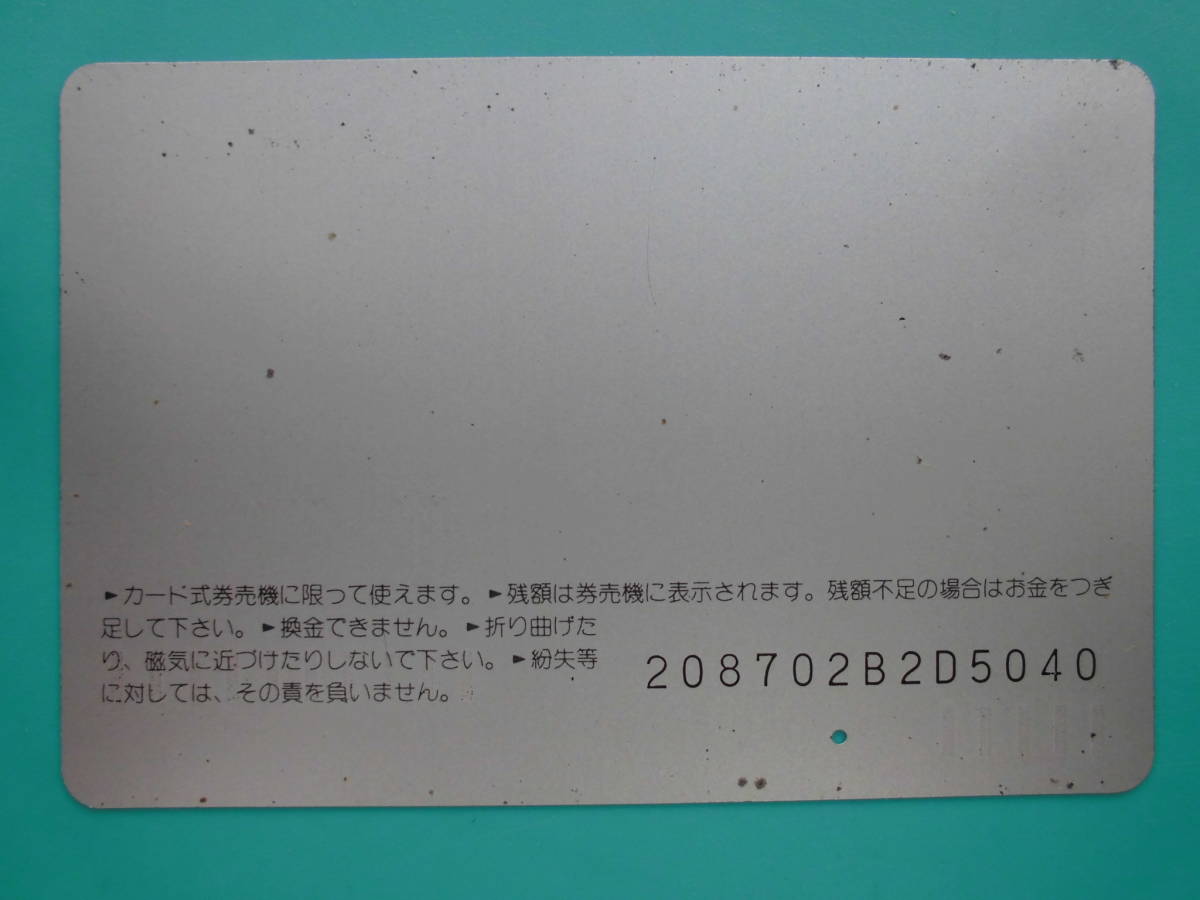 ►カード式券売機に限って使えます。►残額は券売機に表示されます。残額不足の場合はお金をつぎ
足して下さい。►換金できません。►折り曲げた
り、磁気に近づけたりしないで下さい。►紛失等
に対しては、その責を負いません。
208702B2D5040